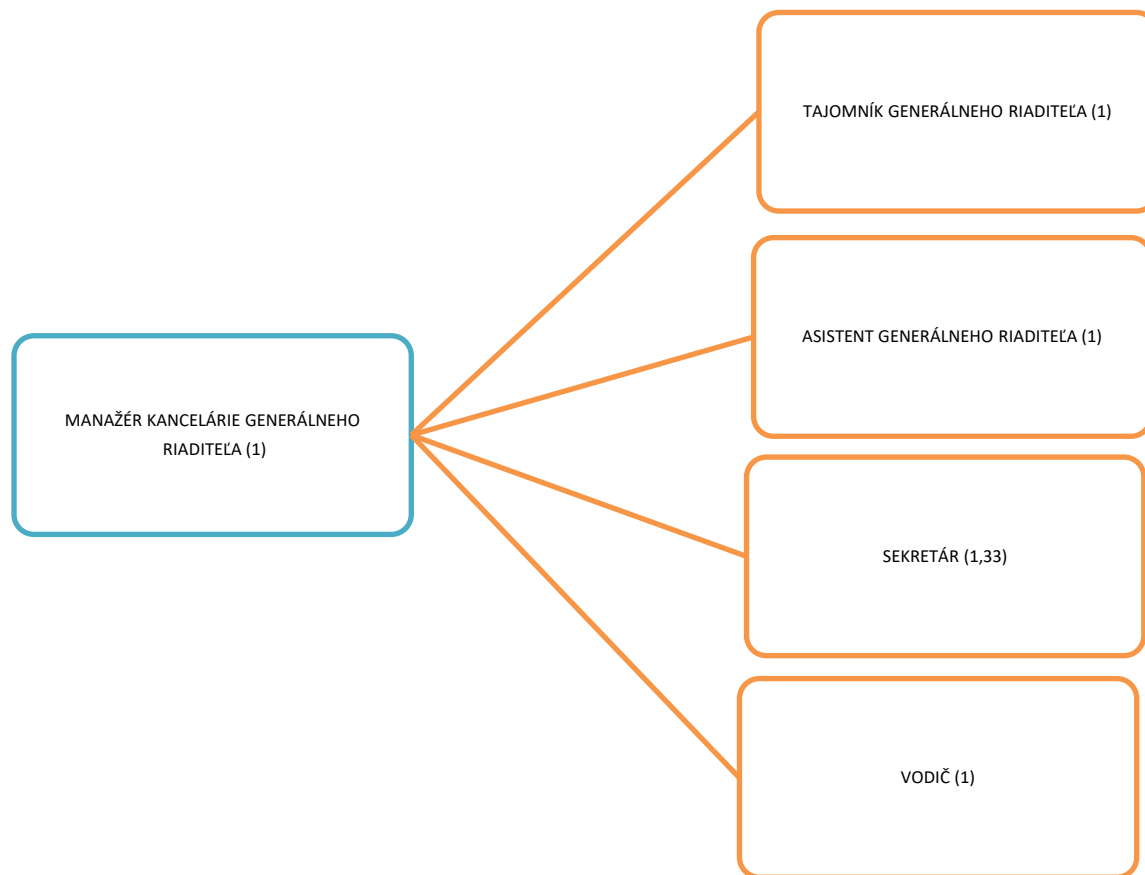 TAJOMNÍK GENERÁLNEHO RIADITEĽA (1)
ASISTENT GENERÁLNEHO RIADITEĽA (1)
MANAŽÉR KANCELÁRIE GENERÁLNEHO
RIADITEĽA (1)
SEKRETÁR (1,33)
VODIČ (1)